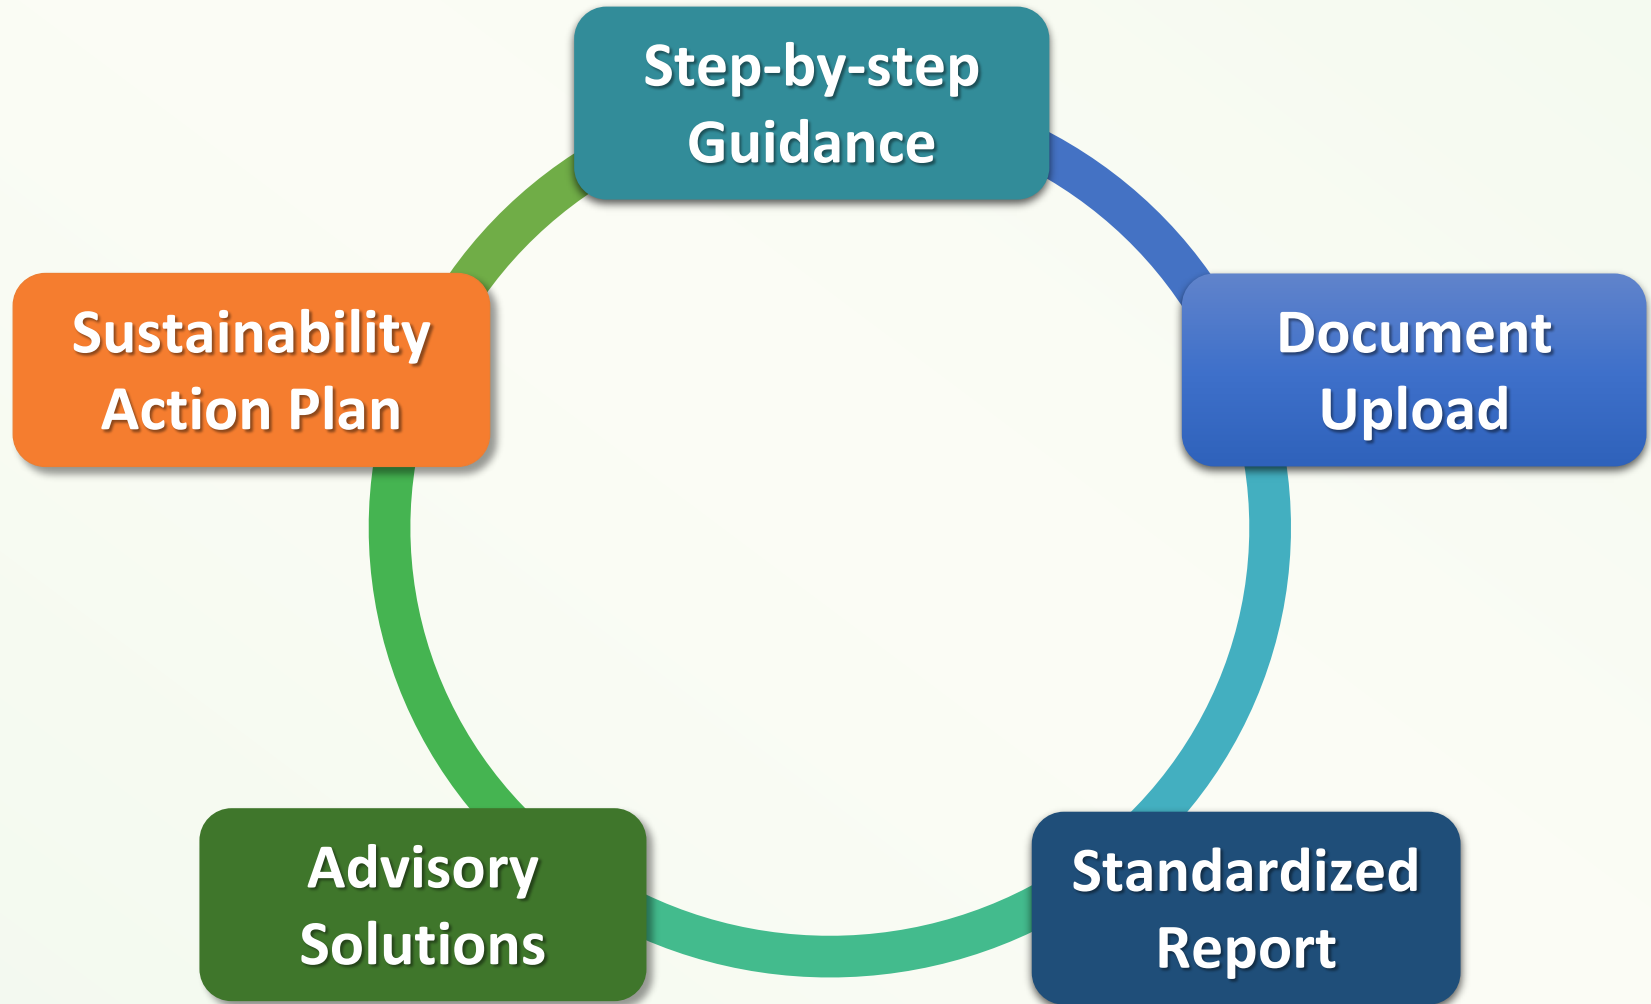 Step-by-step
Guidance
Document
Upload
Standardized
Report
Advisory
Solutions
Sustainability
Action Plan